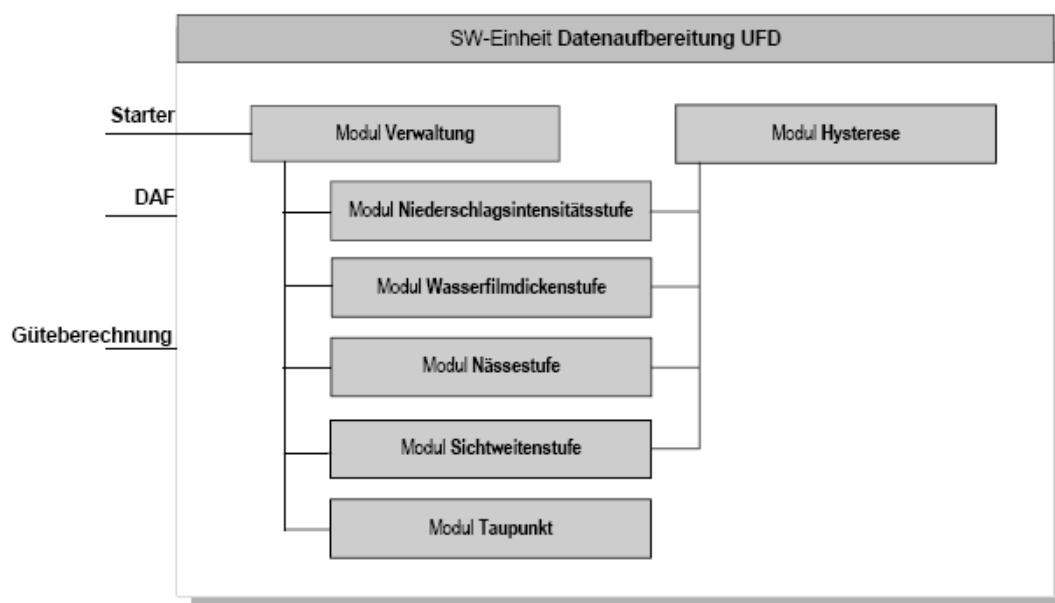 SW-Einheit Datenaufbereitung UFD
Starter
Modul Verwaltung
Modul Hysterese
DAF
Modul Niederschlagsintensitätsstufe
Modul Wasserfilmdickenstufe
Güteberechnung
Modul Nässestufe
Modul Sichtweitenstufe
Modul Taupunkt